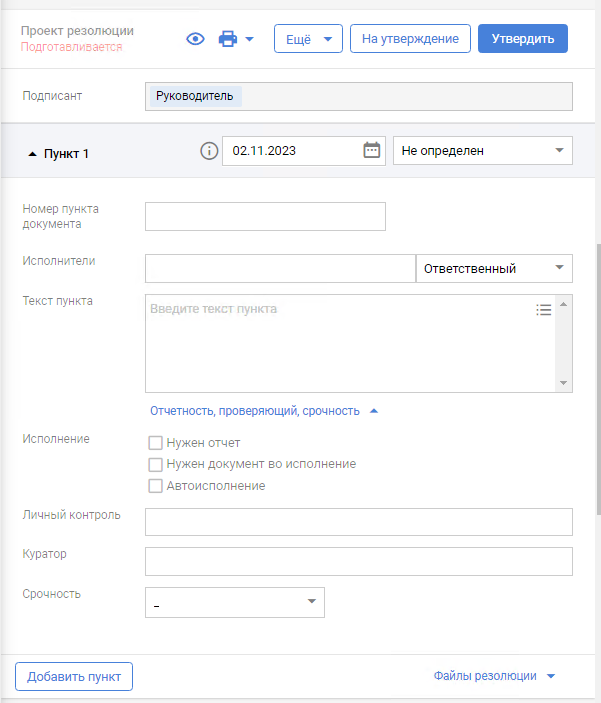 Проект резолюции
Подготавливается
Ещё
На утверждение
Утвердить
Подписант
Руководитель
Пункт 1
02.11.2023
Не определен
Номер пункта
документа
Исполнители
Ответственный
Текст пункта
Введите текст пункта
Отчетность, проверяющий, срочность
Исполнение
Нужен отчет
Нужен документ во исполнение
Автоисполнение
Личный контроль
Куратор
Срочность
–
Добавить пункт
Файлы резолюции